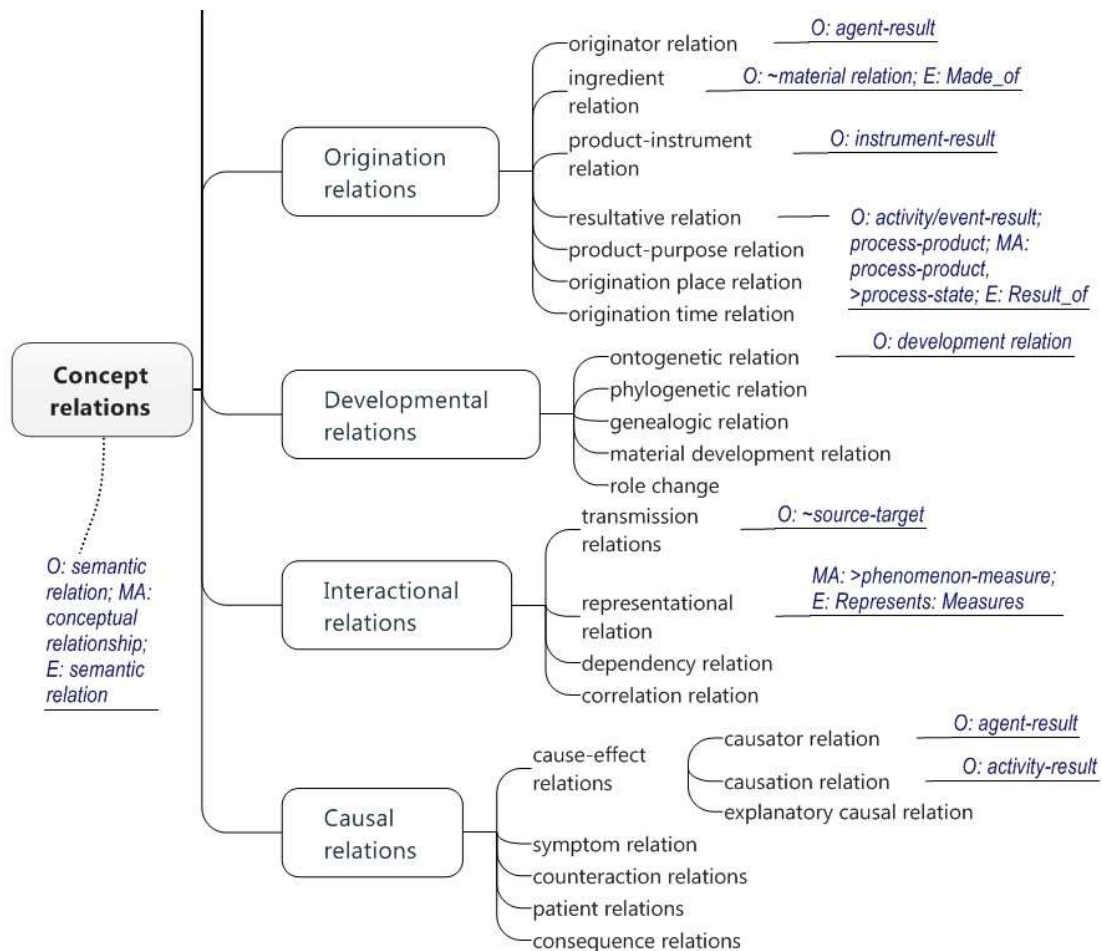 originator relation
O: agent-result
ingredient
relation
O: ~material relation; E: Made_of
product-instrument
relation
O: instrument-result
Origination
relations
resultative relation
product-purpose relation
origination place relation
origination time relation
O: activity/event-result;
process-product; MA:
process-product,
>process-state; E: Result_of
Concept
relations
O: semantic
relation; MA:
conceptual
relationship;
E: semantic
relation
Developmental
relations
ontogenetic relation
O: development relation
phylogenetic relation
genealogic relation
material development relation
role change
Interactional
relations
transmission
relations
O: ~source-target
representational
relation
MA: >phenomenon-measure;
E: Represents: Measures
dependency relation
correlation relation
Causal
relations
cause-effect
relations
causator relation
O: agent-result
causation relation
O: activity-result
explanatory causal relation
symptom relation
counteraction relations
patient relations
consequence relations